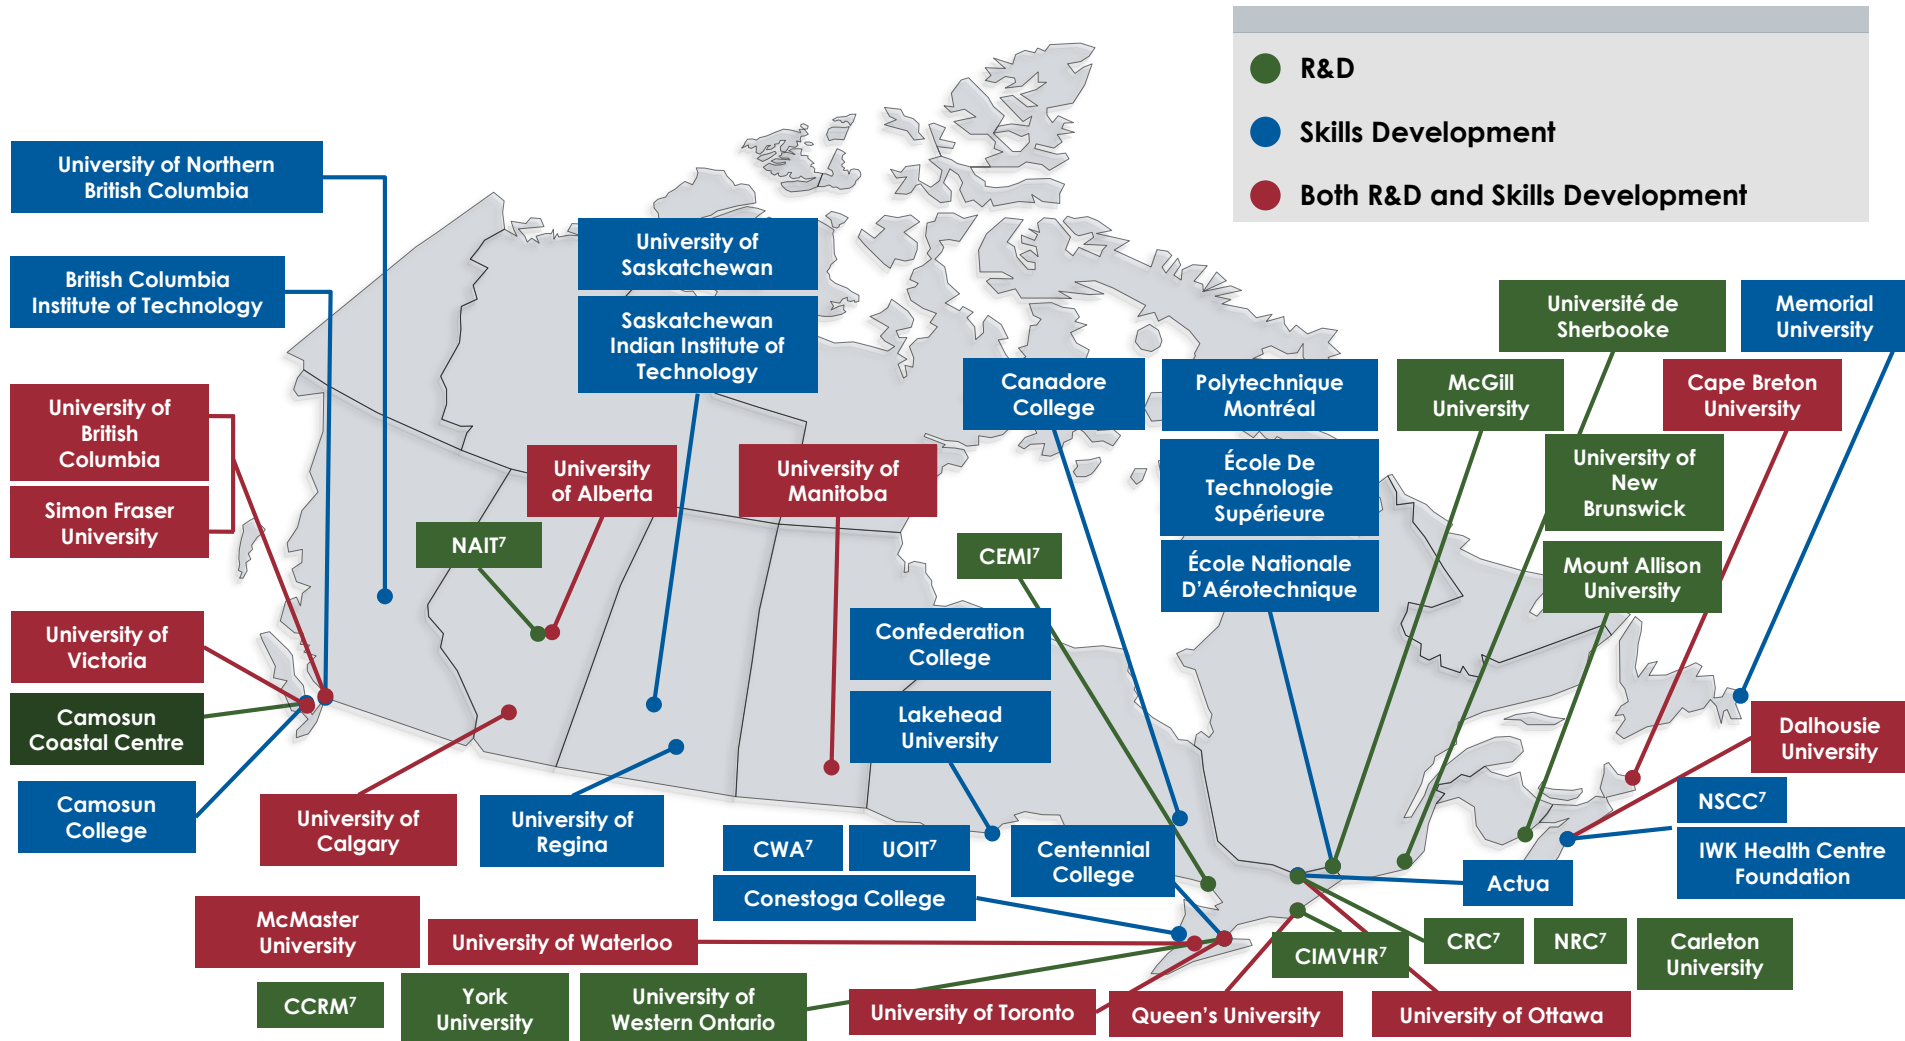 R&D
Skills Development
Both R&D and Skills Development
University of Northern
British Columbia
British Columbia
Institute of Technology
University of
British
Columbia
Simon Fraser
University
University of
Victoria
Camosun
Coastal Centre
Camosun
College
University of
Saskatchewan
Saskatchewan
Indian Institute of
Technology
University
of Alberta
NAIT⁷
University of
Manitoba
University of
Calgary
University of
Regina
Canadore
College
CEMI⁷
Confederation
College
Lakehead
University
Polytechnique
Montréal
École De
Technologie
Supérieure
École Nationale
D'Aérotechnique
McGill
University
Université de
Sherbooke
Memorial
University
Cape Breton
University
University of
New
Brunswick
Mount Allison
University
Dalhousie
University
NSCC⁷
IWK Health Centre
Foundation
Actua
CWA⁷
UOIT⁷
Centennial
College
Conestoga College
McMaster
University
University of Waterloo
CCRM⁷
York
University
University of
Western Ontario
University of Toronto
Queen's University
University of Ottawa
CIMVHR⁷
CRC⁷
NRC⁷
Carleton
University